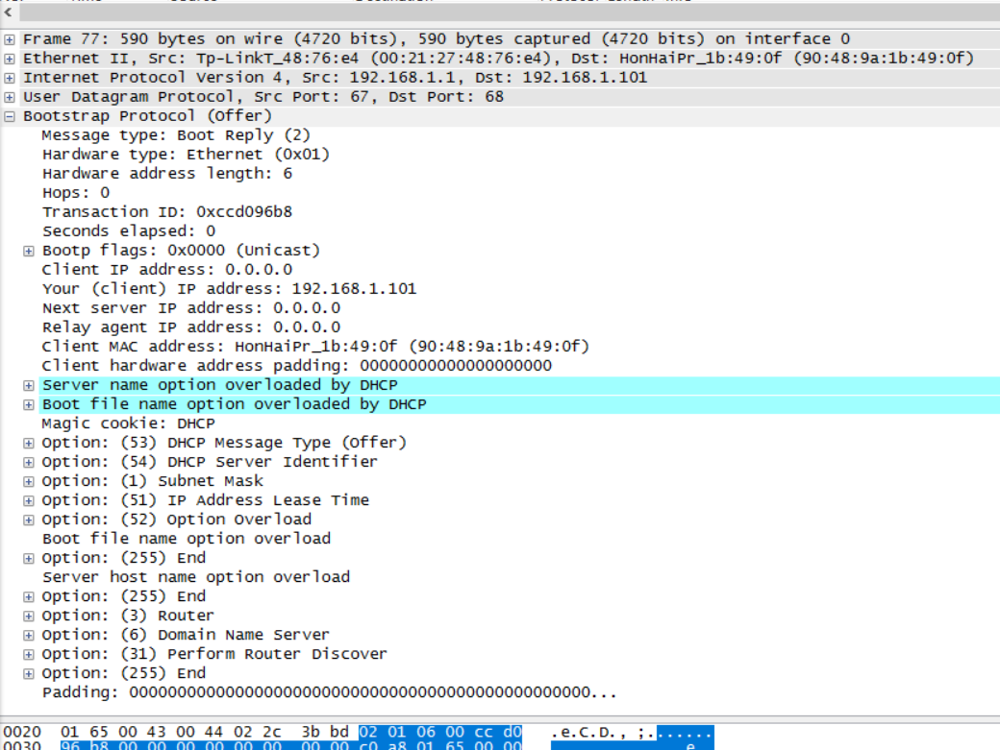 Frame 77: 590 bytes on wire (4720 bits), 590 bytes captured (4720 bits) on interface 0
Ethernet II, Src: Tp-LinkT_48:76:e4 (00:21:27:48:76:e4), Dst: HonHaiPr_1b:49:0f (90:48:9a:1b:49:0f)
Internet Protocol Version 4, Src: 192.168.1.1, Dst: 192.168.1.101
User Datagram Protocol, Src Port: 67, Dst Port: 68
Bootstrap Protocol (Offer)
Message type: Boot Reply (2)
Hardware type: Ethernet (0x01)
Hardware address length: 6
Hops: 0
Transaction ID: 0xccd096b8
Seconds elapsed: 0
Bootp flags: 0x0000 (Unicast)
Client IP address: 0.0.0.0
Your (client) IP address: 192.168.1.101
Next server IP address: 0.0.0.0
Relay agent IP address: 0.0.0.0
Client MAC address: HonHaiPr_1b:49:0f (90:48:9a:1b:49:0f)
Client hardware address padding: 00000000000000000000
Server name option overloaded by DHCP
Boot file name option overloaded by DHCP
Magic cookie: DHCP
Option: (53) DHCP Message Type (Offer)
Option: (54) DHCP Server Identifier
Option: (1) Subnet Mask
Option: (51) IP Address Lease Time
Option: (52) Option Overload
Boot file name option overload
Option: (255) End
Server host name option overload
Option: (255) End
Option: (3) Router
Option: (6) Domain Name Server
Option: (31) Perform Router Discover
Option: (255) End
Padding: 000000000000000000000000000000000000000000000000...
0020 01 65 00 43 00 44 02 2c 3b bd 02 01 06 00 cc d0 .e.C.D., ;.......
0030 96 b8 00 00 00 00 00 00 00 00 c0 a8 01 65 00 00